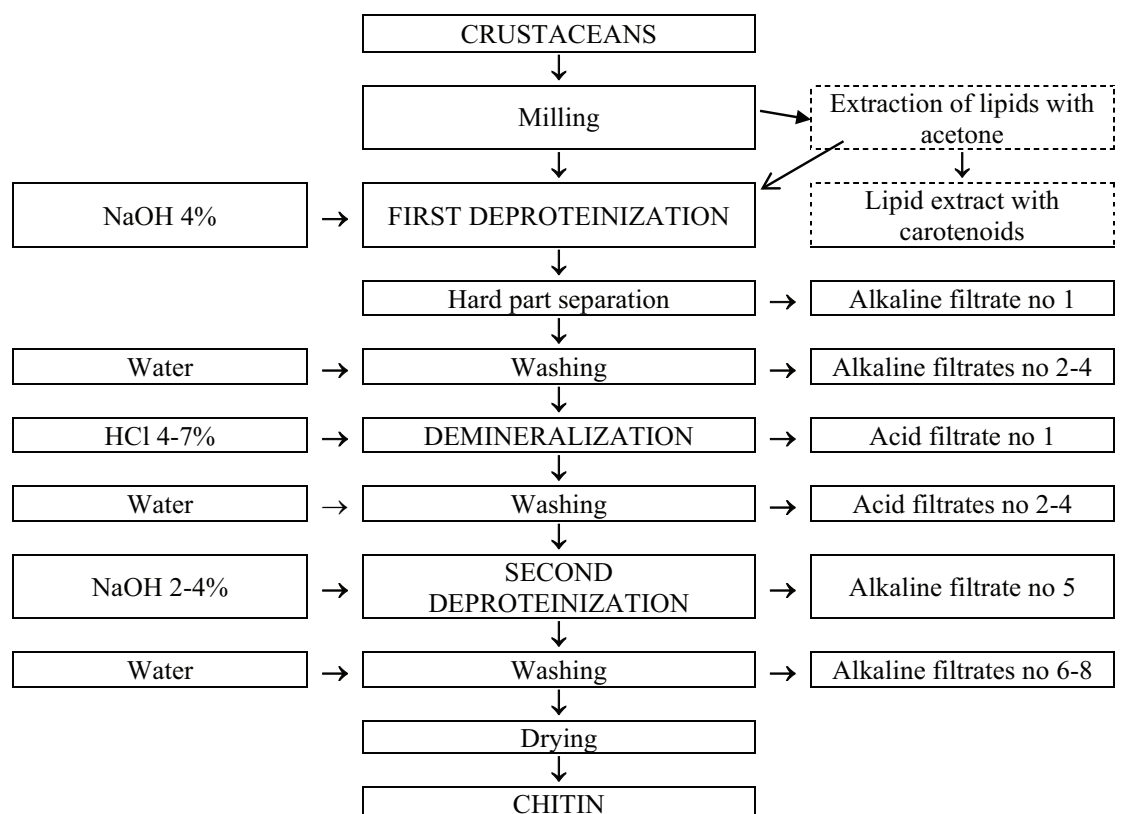 CRUSTACEANS
Milling
Extraction of lipids with
acetone
NaOH 4%
FIRST DEPROTEINIZATION
Lipid extract with
carotenoids
Hard part separation
Alkaline filtrate no 1
Water
Washing
Alkaline filtrates no 2-4
HCl 4-7%
DEMINERALIZATION
Acid filtrate no 1
Water
Washing
Acid filtrates no 2-4
NaOH 2-4%
SECOND
DEPROTEINIZATION
Alkaline filtrate no 5
Water
Washing
Alkaline filtrates no 6-8
Drying
CHITIN